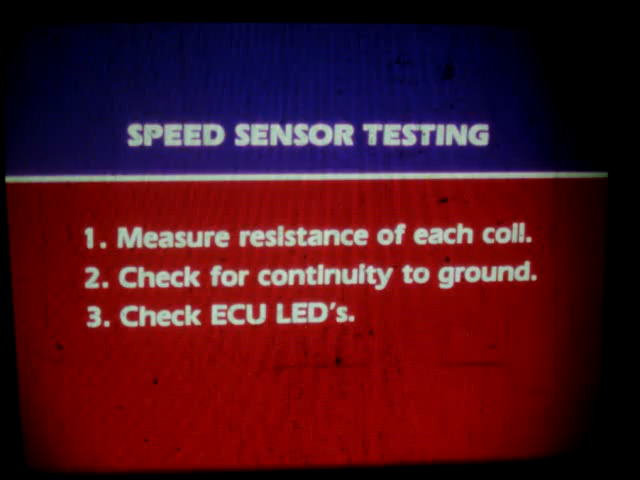 SPEED SENSOR TESTING
1. Measure resistance of each coil.
2. Check for continuity to ground.
3. Check ECU LED's.